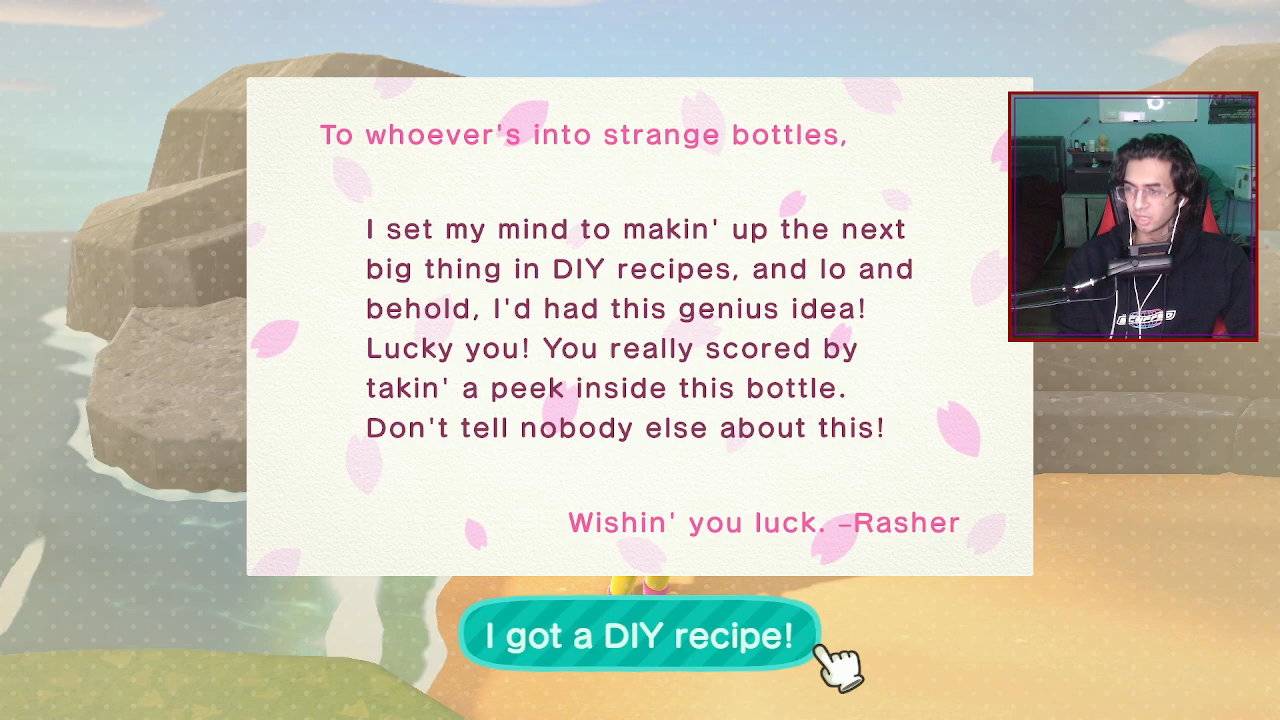 To whoever's into strange bottles,
I set my mind to makin' up the next
big thing in DIY recipes, and lo and
behold, I'd had this genius idea!
Lucky you! You really scored by
takin' a peek inside this bottle.
Don't tell nobody else about this!
Wishin' you luck. –Rasher
I got a DIY recipe!